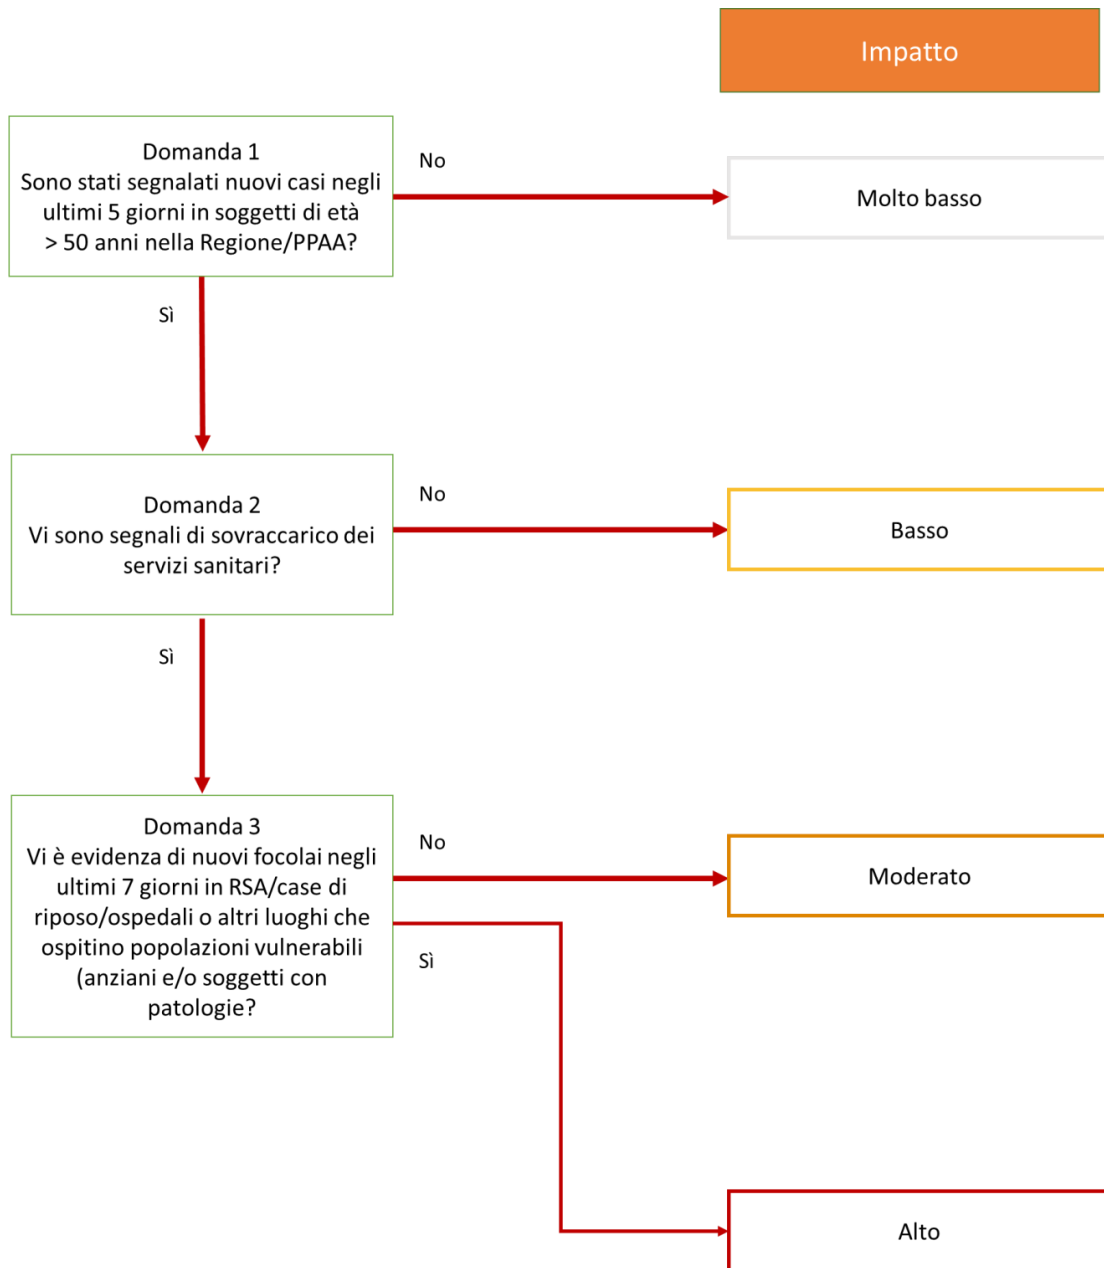 Impatto
Domanda 1
Sono stati segnalati nuovi casi negli
ultimi 5 giorni in soggetti di età
> 50 anni nella Regione/PPAA?
No
Molto basso
Sì
Domanda 2
Vi sono segnali di sovraccarico dei
servizi sanitari?
No
Basso
Sì
Domanda 3
Vi è evidenza di nuovi focolai negli
ultimi 7 giorni in RSA/case di
riposo/ospedali o altri luoghi che
ospitino popolazioni vulnerabili
(anziani e/o soggetti con
patologie?
No
Moderato
Sì
Alto